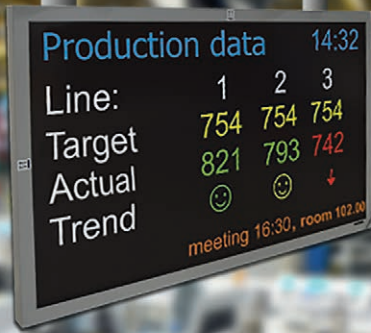 Production data 14:32
Line: 1 2 3
Target 754 754 754
Actual 821 793 742
Trend
meeting 16:30, room 102.00